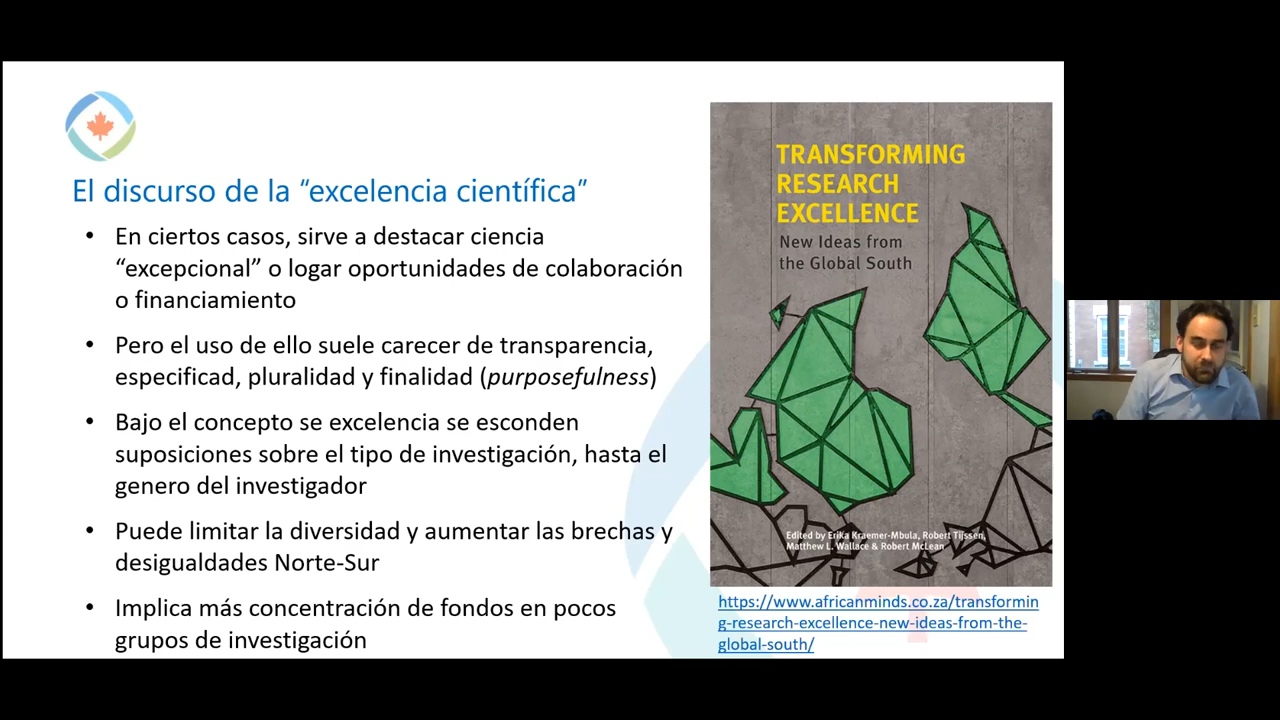 El discurso de la “excelencia científica”
• En ciertos casos, sirve a destacar ciencia
“excepcional” o logar oportunidades de colaboración
o financiamiento
• Pero el uso de ello suele carecer de transparencia,
especificad, pluralidad y finalidad (purposefulness)
• Bajo el concepto se excelencia se esconden
suposiciones sobre el tipo de investigación, hasta el
genero del investigador
• Puede limitar la diversidad y aumentar las brechas y
desigualdades Norte-Sur
• Implica más concentración de fondos en pocos
grupos de investigación
TRANSFORMING
RESEARCH
EXCELLENCE
New Ideas from
the Global South
Edited by Erika Kraemer-Mbula, Robert Tijssen,
Matthew L. Wallace & Robert McLean
https://www.africanminds.co.za/transformin
g-research-excellence-new-ideas-from-the-
global-south/